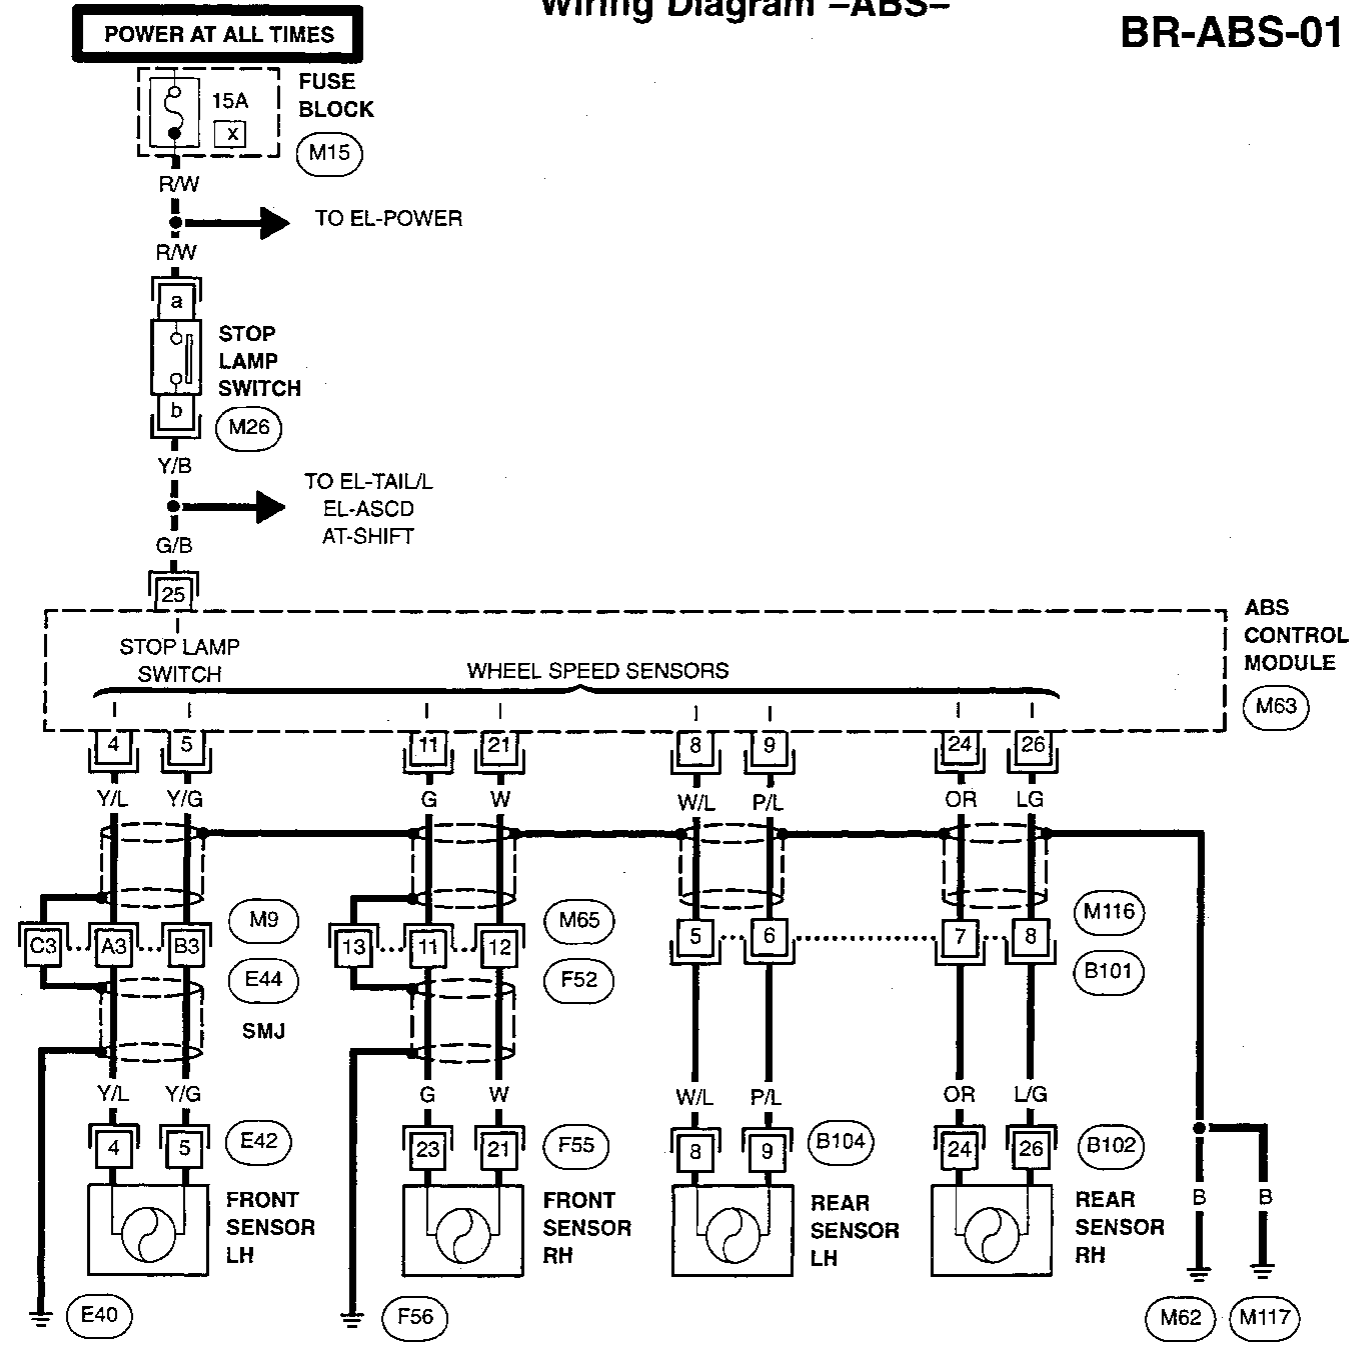 Wiring Diagram –ABS–
BR-ABS-01
POWER AT ALL TIMES
FUSE
BLOCK
15A
X
M15
R/W
TO EL-POWER
R/W
a
STOP
LAMP
SWITCH
b
M26
Y/B
TO EL-TAIL/L
EL-ASCD
AT-SHIFT
G/B
25
ABS
CONTROL
MODULE
M63
STOP LAMP
SWITCH
WHEEL SPEED SENSORS
4 5 11 21 8 9 24 26
Y/L Y/G G W W/L P/L OR LG
M9 M65 M116
C3 A3 B3 13 11 12 5 6 7 8
E44 F52 B101
SMJ
Y/L Y/G G W W/L P/L OR L/G
4 5 E42 23 21 F55 8 9 B104 24 26 B102
FRONT
SENSOR
LH
FRONT
SENSOR
RH
REAR
SENSOR
LH
REAR
SENSOR
RH
B B
E40 F56 M62 M117